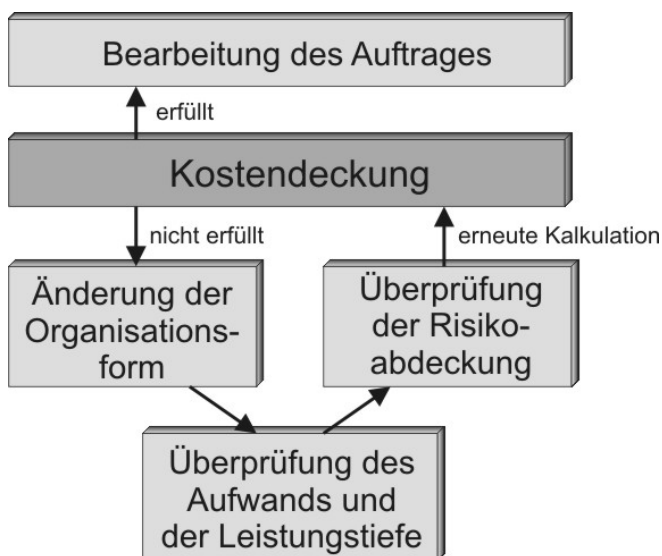 Bearbeitung des Auftrages
erfüllt
Kostendeckung
nicht erfüllt
erneute Kalkulation
Änderung der
Organisations-
form
Überprüfung
der Risiko-
abdeckung
Überprüfung des
Aufwands und
der Leistungstiefe